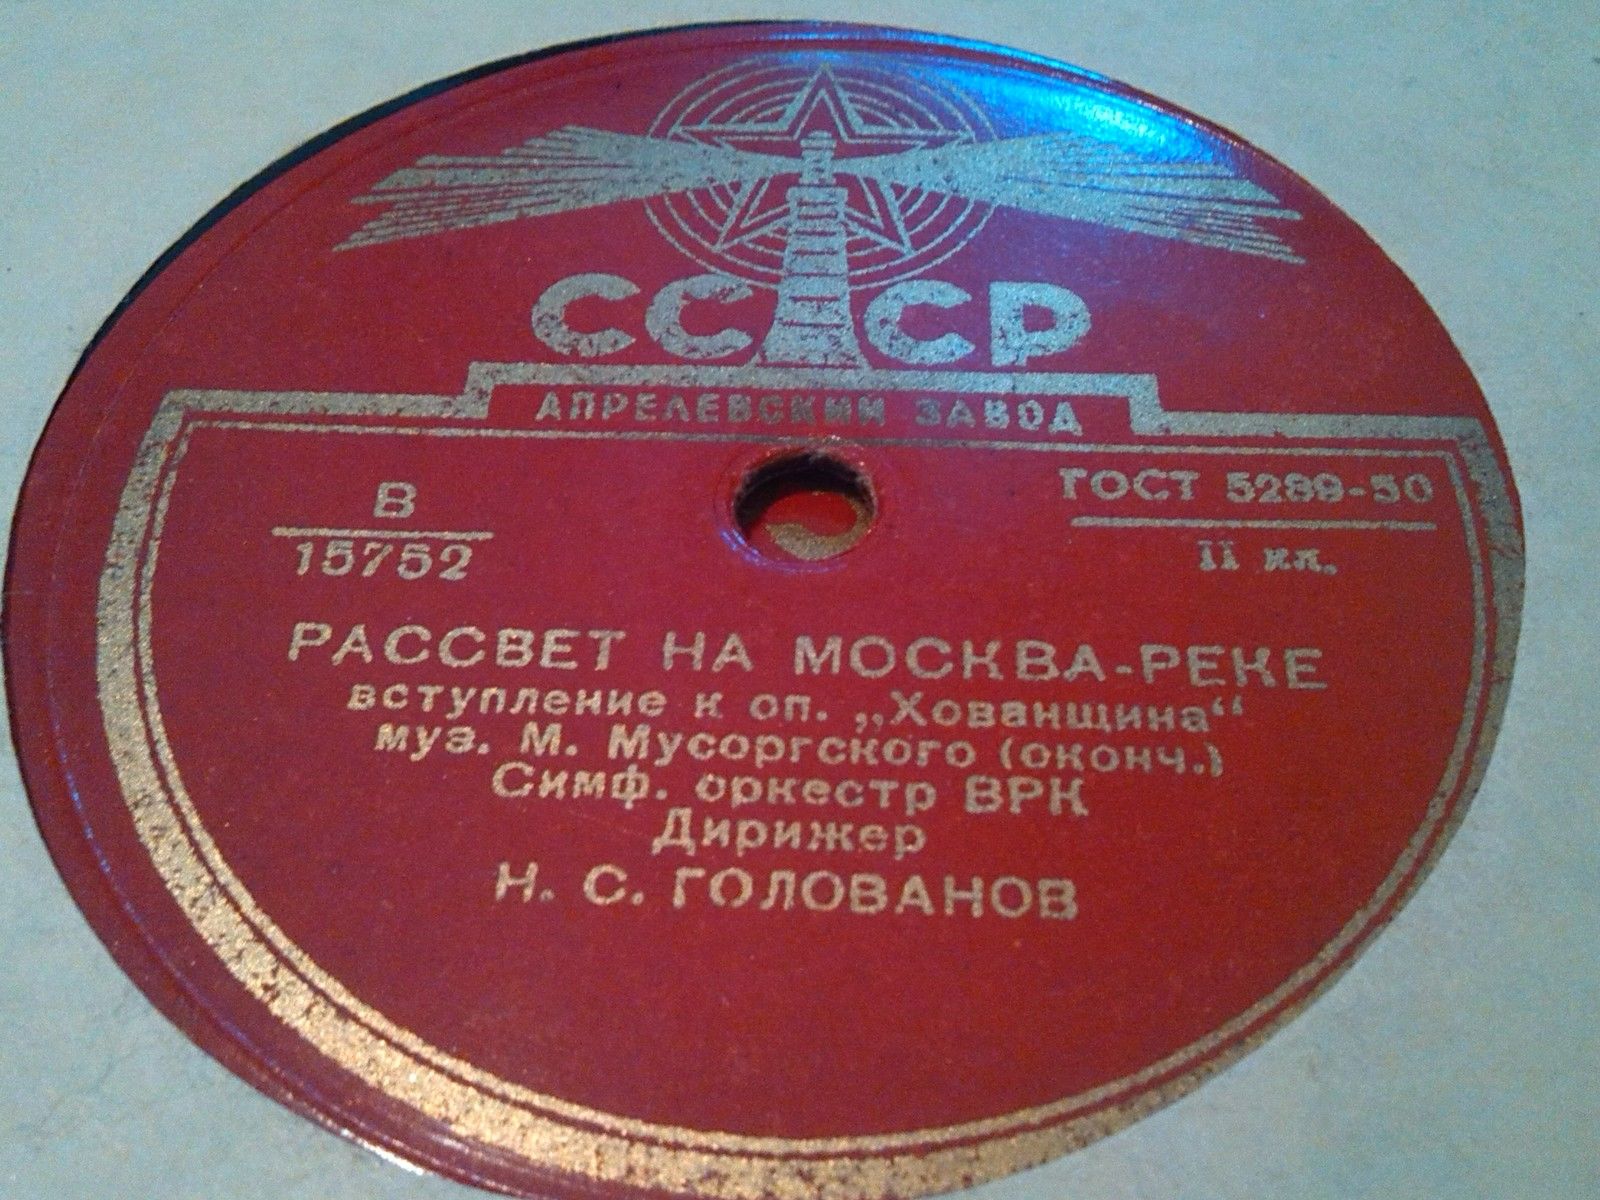 СССР
АПРЕЛЕВСКИЙ ЗАВОД
В
15752
ГОСТ 5289-50
II кл.
РАССВЕТ НА МОСКВА-РЕКЕ
вступление к оп. „Хованщина“
муз. М. Мусоргского (оконч.)
Симф. оркестр ВРК
Дирижер
Н. С. ГОЛОВАНОВ